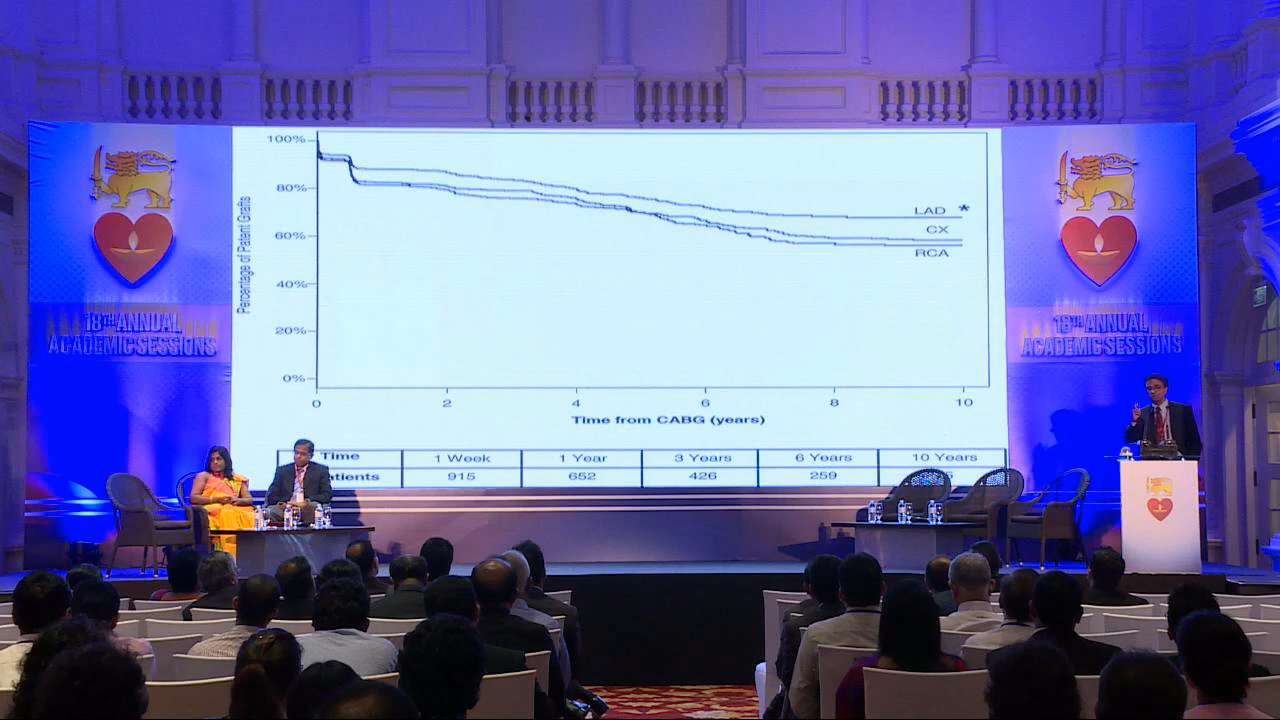 100%
80%
60%
40%
20%
0%
Percentage of Patent Grafts
LAD *
CX
RCA
0 2 4 6 8 10
Time from CABG (years)
Time 1 Week 1 Year 3 Years 6 Years 10 Years
atients 915 652 426 259
18TH ANNUAL
ACADEMIC SESSIONS
18TH ANNUAL
ACADEMIC SESSIONS